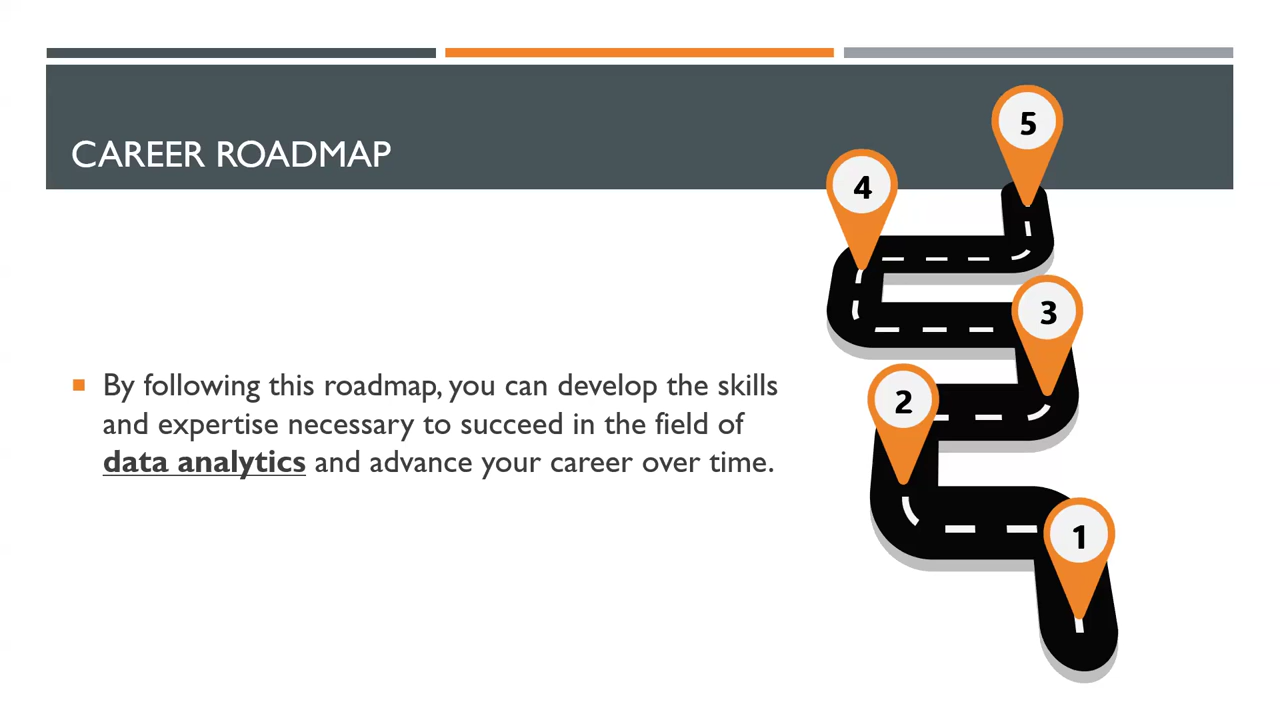 CAREER ROADMAP
5
4
3
2
1
By following this roadmap, you can develop the skills
and expertise necessary to succeed in the field of
data analytics and advance your career over time.